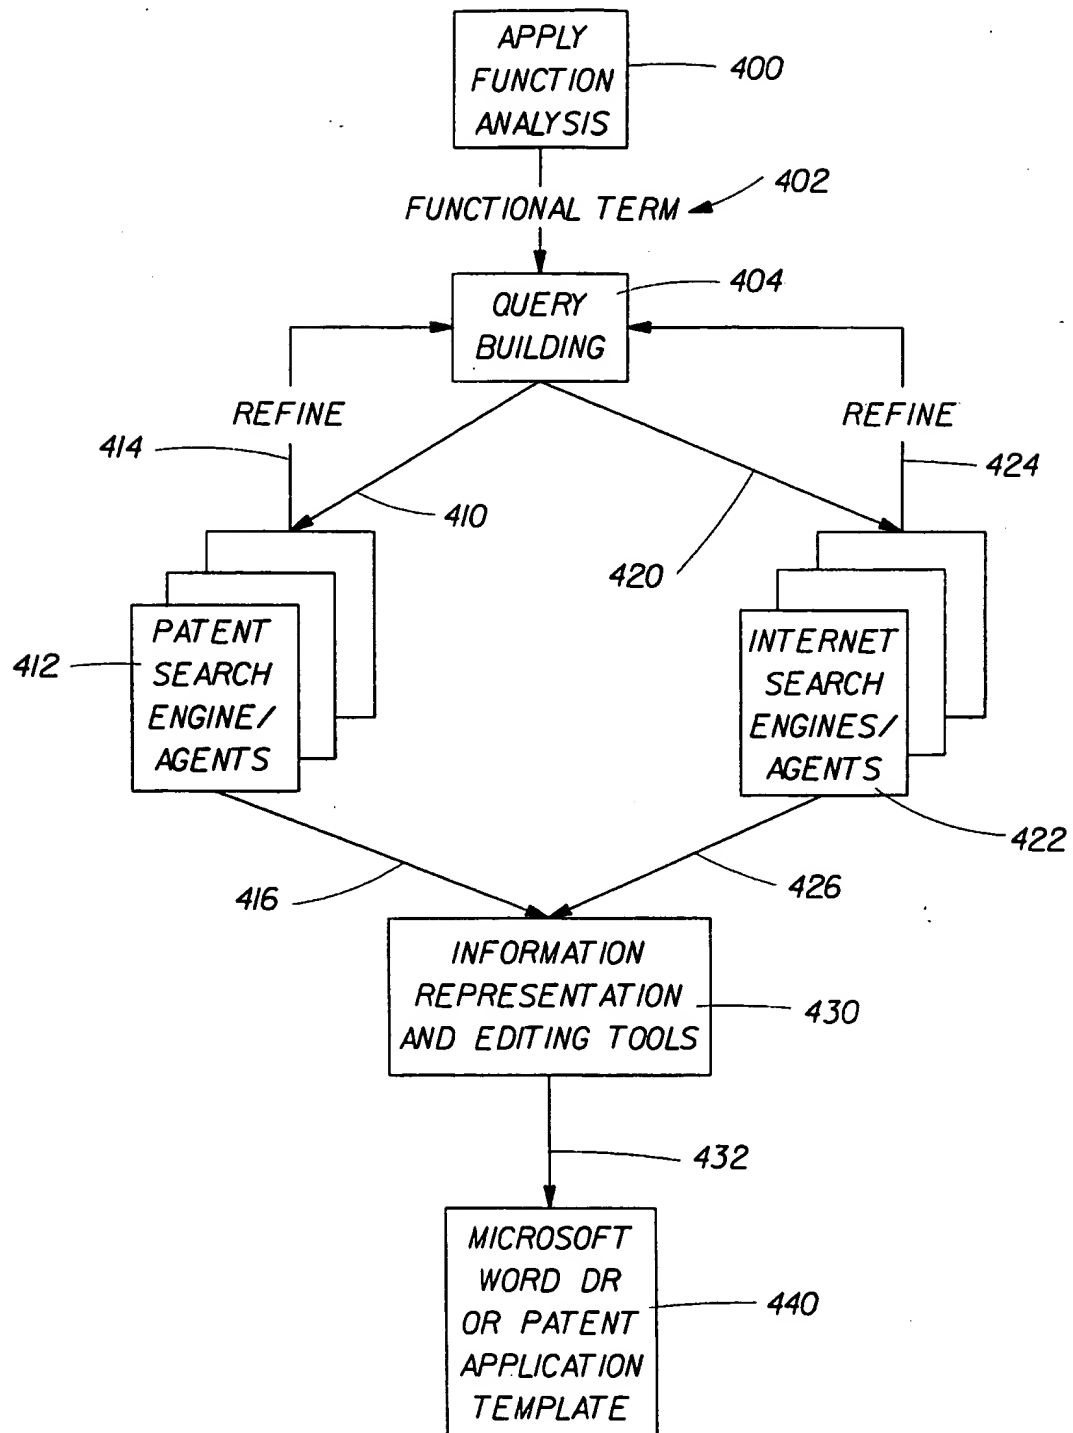 APPLY
FUNCTION
ANALYSIS
400
402
FUNCTIONAL TERM
404
QUERY
BUILDING
REFINE
REFINE
414
424
410
420
PATENT
SEARCH
ENGINE/
AGENTS
412
INTERNET
SEARCH
ENGINES/
AGENTS
422
416
426
INFORMATION
REPRESENTATION
AND EDITING TOOLS
430
432
MICROSOFT
WORD DR
OR PATENT
APPLICATION
TEMPLATE
440